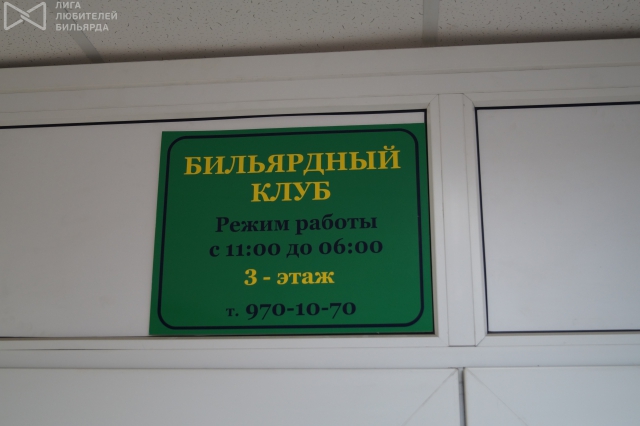 ЛИГА
ЛЮБИТЕЛЕЙ
БИЛЬЯРДА
БИЛЬЯРДНЫЙ
КЛУБ
Режим работы
с 11:00 до 06:00
3 - этаж
т. 970-10-70